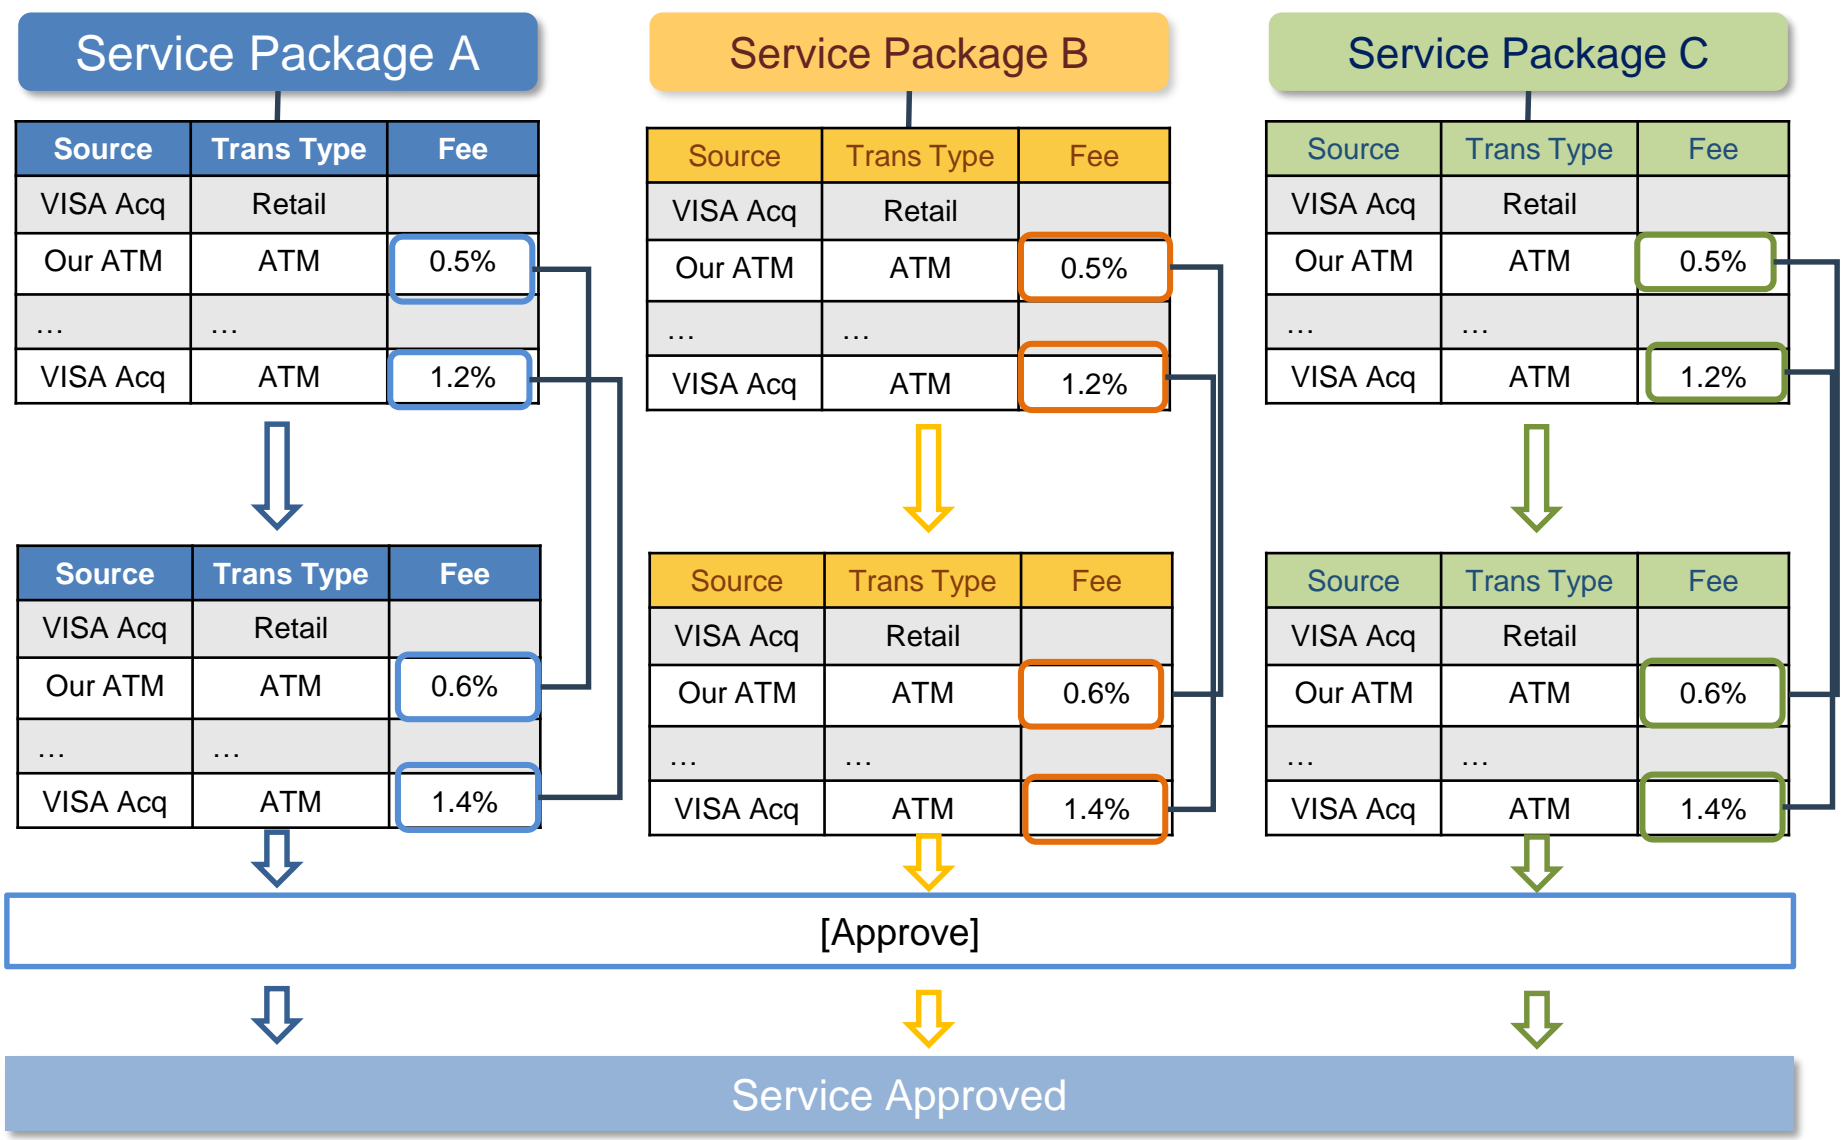 Service Package A
Service Package B
Service Package C
Source Trans Type Fee
VISA Acq Retail
Our ATM ATM 0.5%
… …
VISA Acq ATM 1.2%
Source Trans Type Fee
VISA Acq Retail
Our ATM ATM 0.5%
… …
VISA Acq ATM 1.2%
Source Trans Type Fee
VISA Acq Retail
Our ATM ATM 0.5%
… …
VISA Acq ATM 1.2%
Source Trans Type Fee
VISA Acq Retail
Our ATM ATM 0.6%
… …
VISA Acq ATM 1.4%
Source Trans Type Fee
VISA Acq Retail
Our ATM ATM 0.6%
… …
VISA Acq ATM 1.4%
Source Trans Type Fee
VISA Acq Retail
Our ATM ATM 0.6%
… …
VISA Acq ATM 1.4%
[Approve]
Service Approved